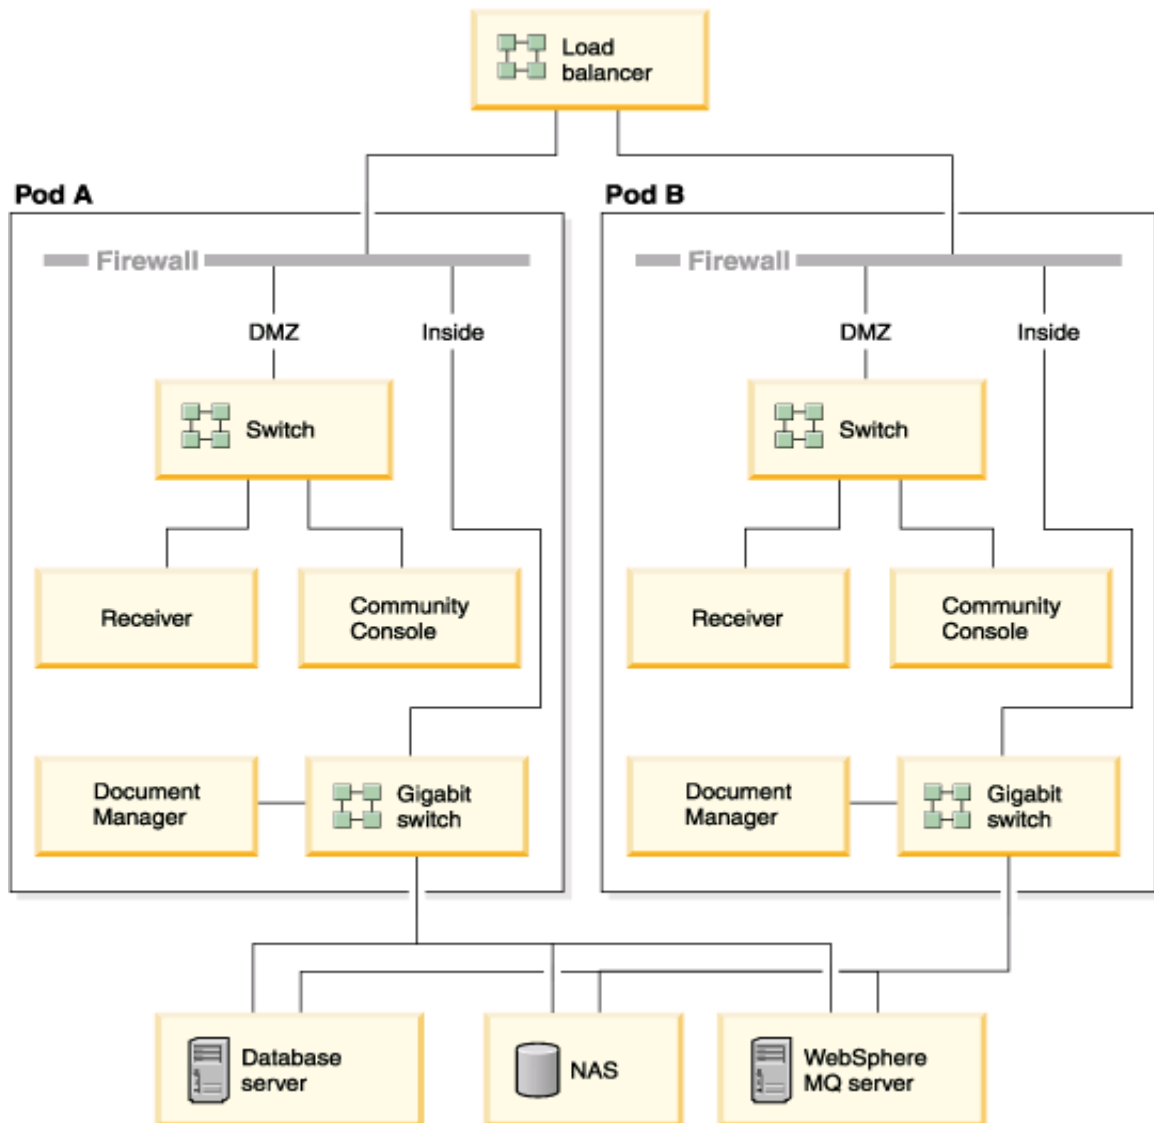 Load
balancer
Pod A
Pod B
Firewall
Firewall
DMZ
Inside
DMZ
Inside
Switch
Switch
Receiver
Community
Console
Receiver
Community
Console
Document
Manager
Gigabit
switch
Document
Manager
Gigabit
switch
Database
server
NAS
WebSphere
MQ server